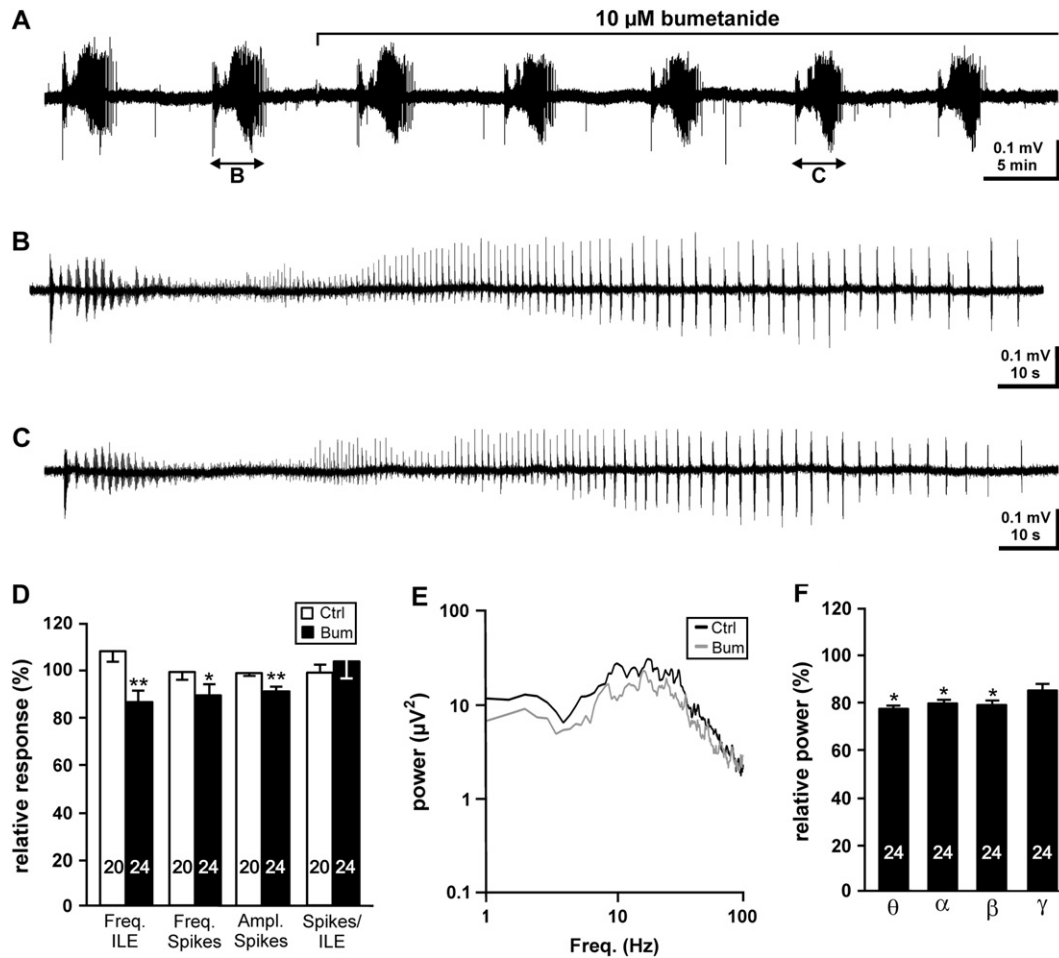 A
10 µM bumetanide
B
C
0.1 mV
5 min
B
0.1 mV
10 s
C
0.1 mV
10 s
D
relative response (%)
120
100
80
60
40
20
0
Ctrl
Bum
**
*
**
20 24 20 24 20 24 20 24
Freq. ILE
Freq. Spikes
Ampl. Spikes
Spikes/ ILE
E
power (µV²)
100
10
1
0.1
Ctrl
Bum
1 10 100
Freq. (Hz)
F
relative power (%)
120
100
80
60
40
20
0
* * *
24 24 24 24
θ α β γ